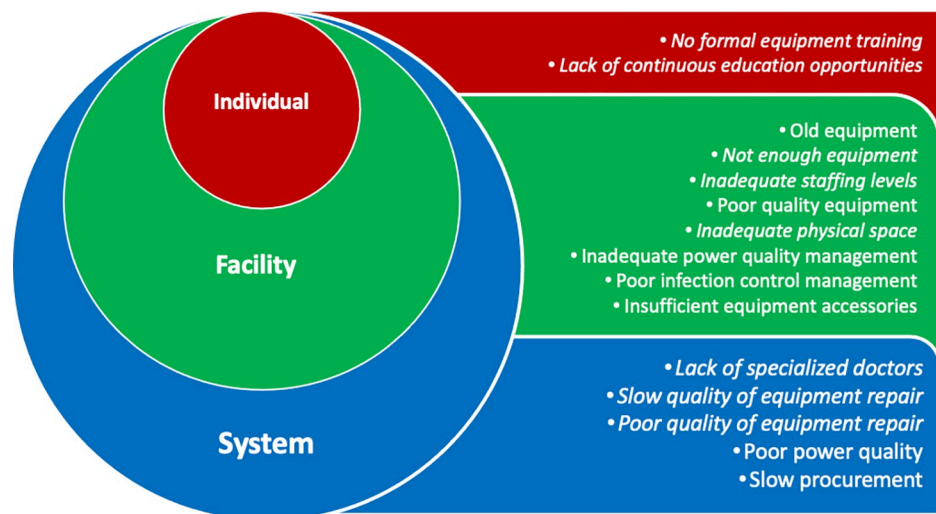 Individual
• No formal equipment training
• Lack of continuous education opportunities
Facility
• Old equipment
• Not enough equipment
• Inadequate staffing levels
• Poor quality equipment
• Inadequate physical space
• Inadequate power quality management
• Poor infection control management
• Insufficient equipment accessories
System
• Lack of specialized doctors
• Slow quality of equipment repair
• Poor quality of equipment repair
• Poor power quality
• Slow procurement